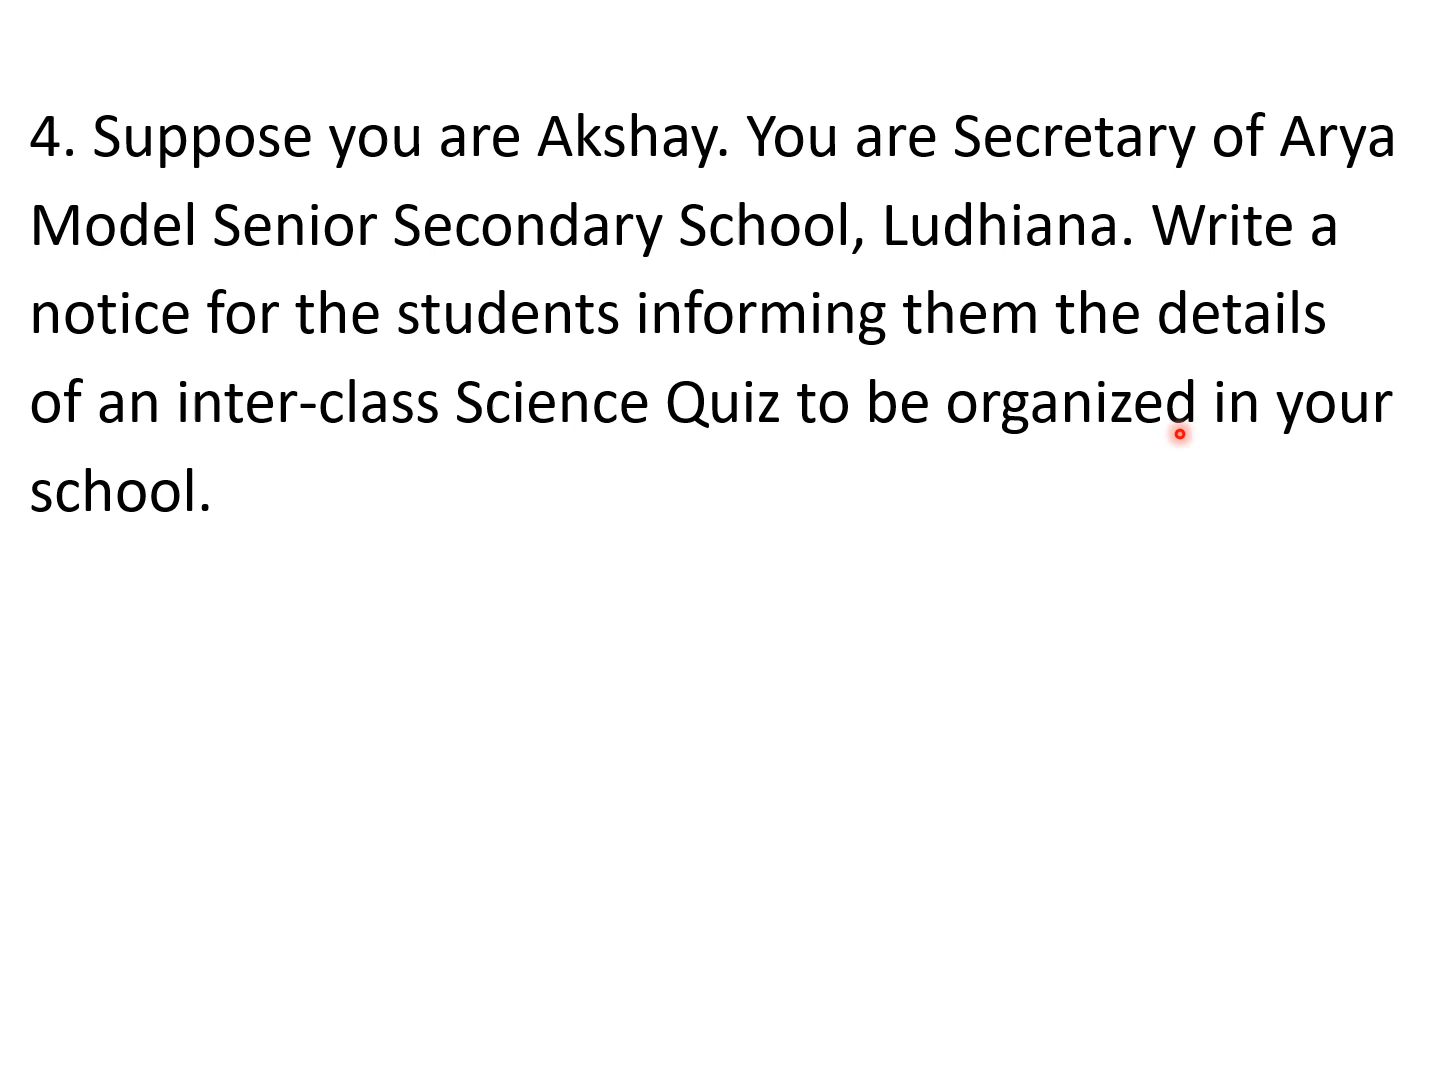 4. Suppose you are Akshay. You are Secretary of Arya
Model Senior Secondary School, Ludhiana. Write a
notice for the students informing them the details
of an inter-class Science Quiz to be organized in your
school.